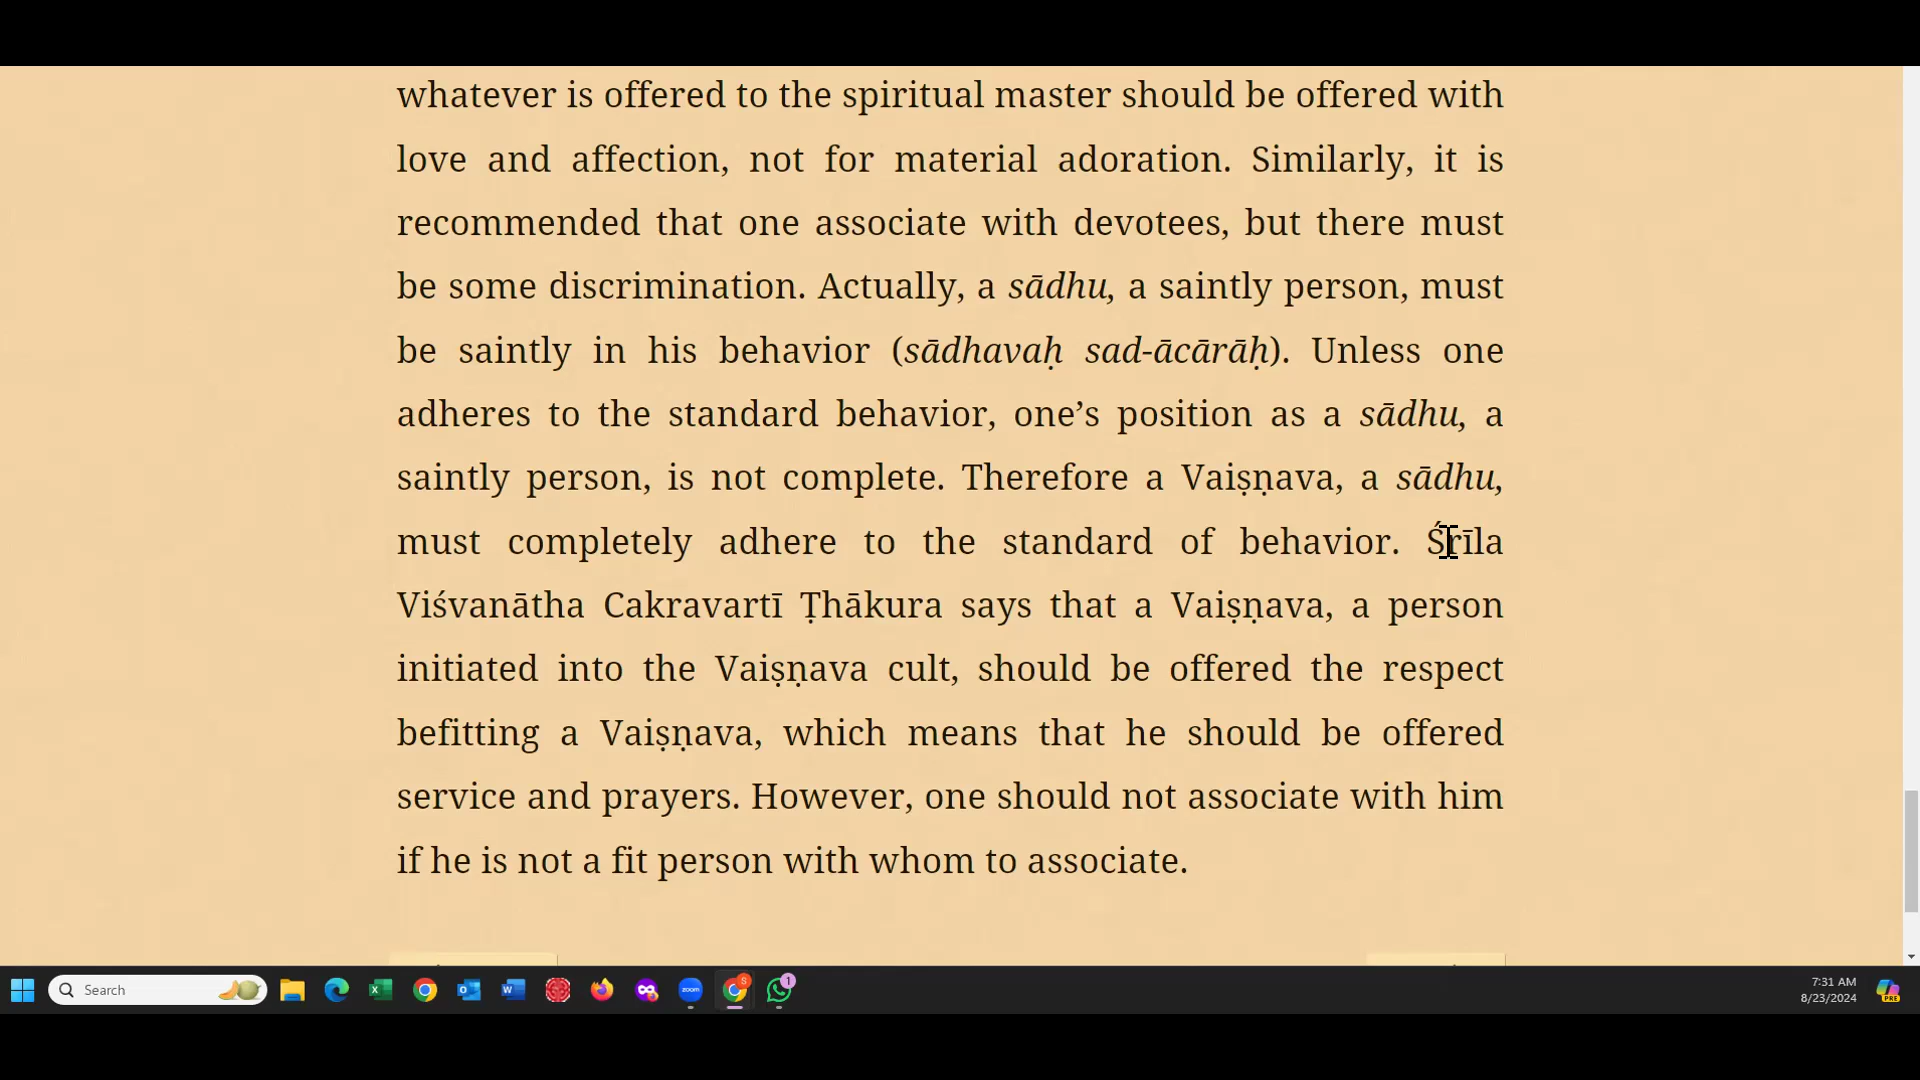 whatever is offered to the spiritual master should be offered with
love and affection, not for material adoration. Similarly, it is
recommended that one associate with devotees, but there must
be some discrimination. Actually, a sādhu, a saintly person, must
be saintly in his behavior (sādhavaḥ sad-ācārāḥ). Unless one
adheres to the standard behavior, one’s position as a sādhu, a
saintly person, is not complete. Therefore a Vaiṣṇava, a sādhu,
must completely adhere to the standard of behavior. Śrīla
Viśvanātha Cakravartī Ṭhākura says that a Vaiṣṇava, a person
initiated into the Vaiṣṇava cult, should be offered the respect
befitting a Vaiṣṇava, which means that he should be offered
service and prayers. However, one should not associate with him
if he is not a fit person with whom to associate.
Search
zoom
S
1
7:31 AM
8/23/2024
PRE